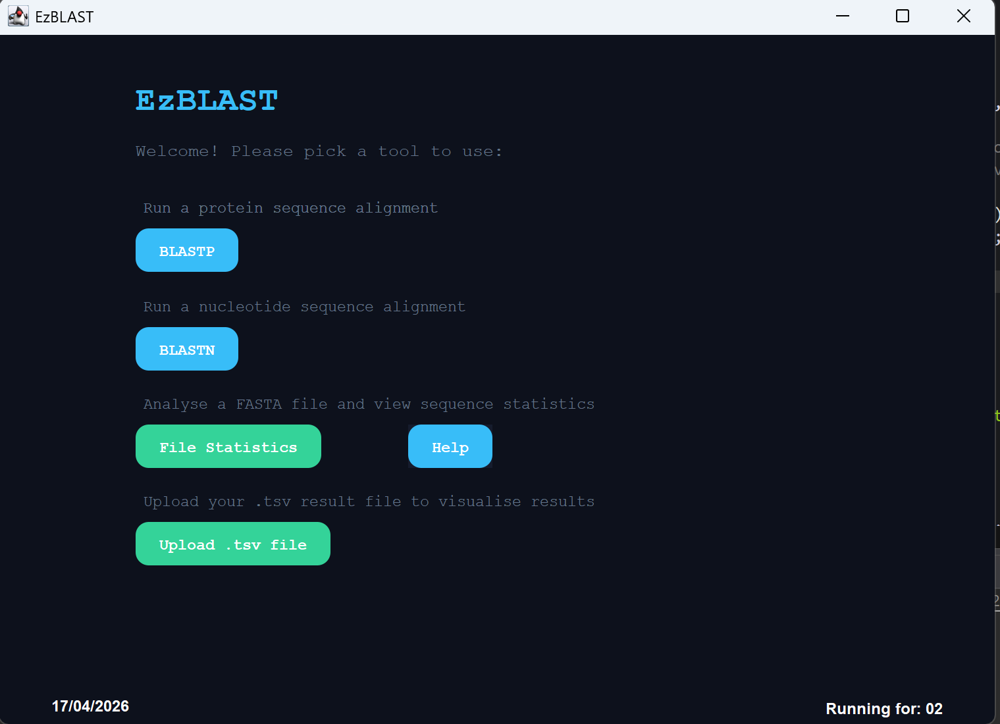 EzBLAST
EzBLAST
Welcome! Please pick a tool to use:
Run a protein sequence alignment
BLASTP
Run a nucleotide sequence alignment
BLASTN
Analyse a FASTA file and view sequence statistics
File Statistics
Help
Upload your .tsv result file to visualise results
Upload .tsv file
17/04/2026
Running for: 02